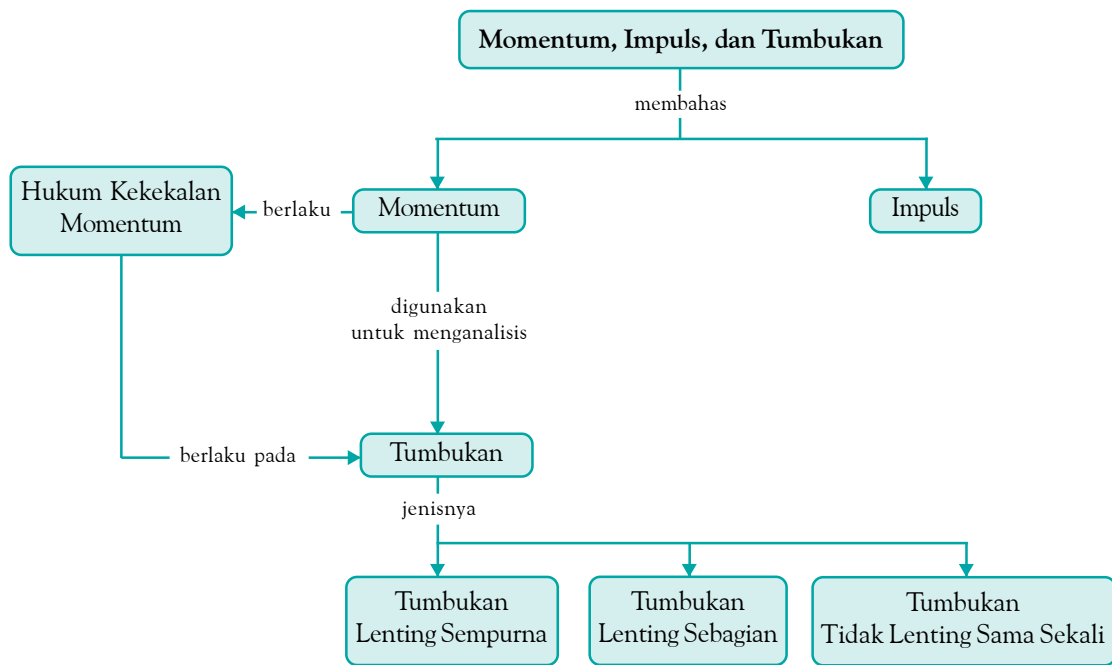 Momentum, Impuls, dan Tumbukan
membahas
Hukum Kekekalan
Momentum
berlaku
Momentum
Impuls
digunakan
untuk menganalisis
berlaku pada
Tumbukan
jenisnya
Tumbukan
Lenting Sempurna
Tumbukan
Lenting Sebagian
Tumbukan
Tidak Lenting Sama Sekali